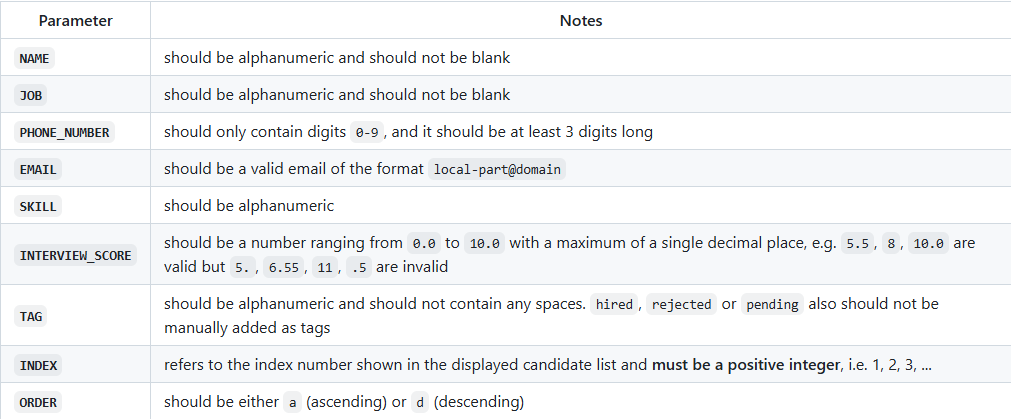 Parameter Notes
NAME should be alphanumeric and should not be blank
JOB should be alphanumeric and should not be blank
PHONE_NUMBER should only contain digits 0-9, and it should be at least 3 digits long
EMAIL should be a valid email of the format local-part@domain
SKILL should be alphanumeric
should be a number ranging from 0.0 to 10.0 with a maximum of a single decimal place, e.g. 5.5, 8, 10.0 are
INTERVIEW_SCORE
valid but 5., 6.55, 11, .5 are invalid
should be alphanumeric and should not contain any spaces. hired, rejected or pending also should not be
TAG
manually added as tags
INDEX refers to the index number shown in the displayed candidate list and must be a positive integer, i.e. 1, 2, 3, ...
ORDER should be either a (ascending) or d (descending)